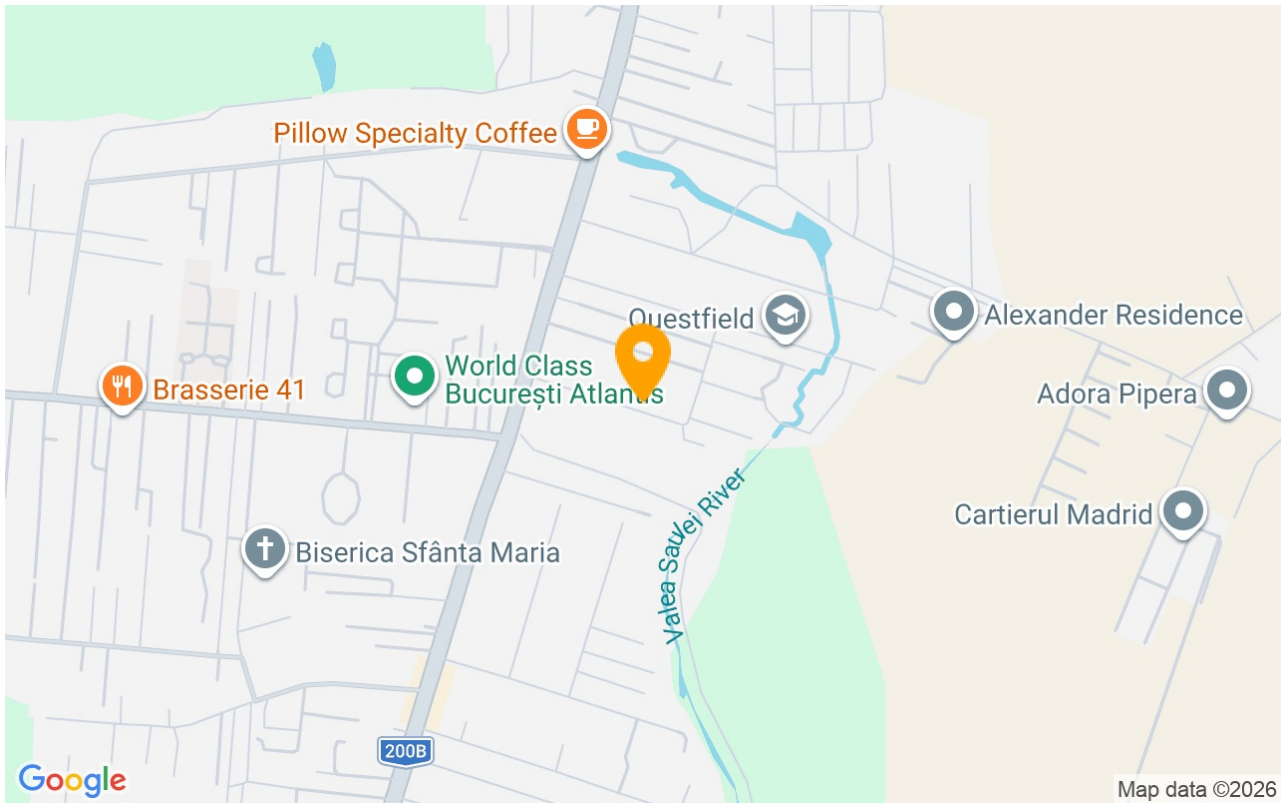 Pillow Specialty Coffee
Questfield
Alexander Residence
World Class
București Atlantis
Brasserie 41
Adora Pipera
Cartierul Madrid
Valea Saulei River
Biserica Sfânta Maria
200B
Google
Map data ©2026